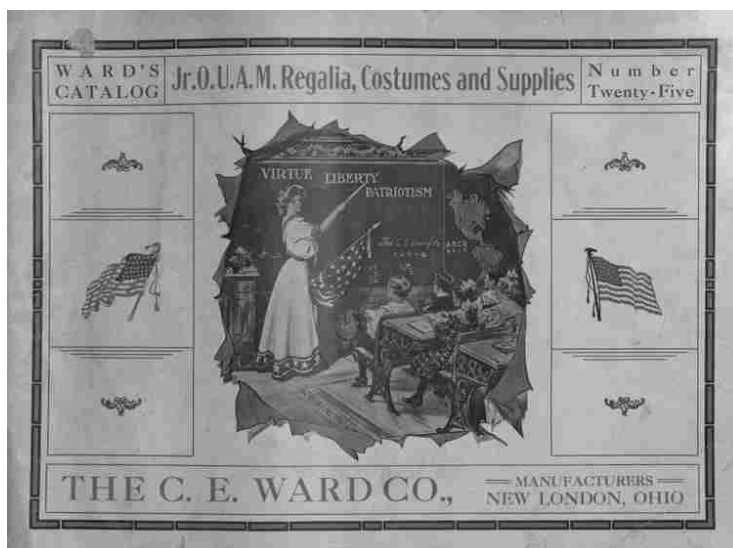 WARD'S
CATALOG
Jr.O.U.A.M. Regalia, Costumes and Supplies
Number
Twenty-Five
VIRTUE LIBERTY
PATRIOTISM
THE C. E. WARD CO.,
MANUFACTURERS
NEW LONDON, OHIO